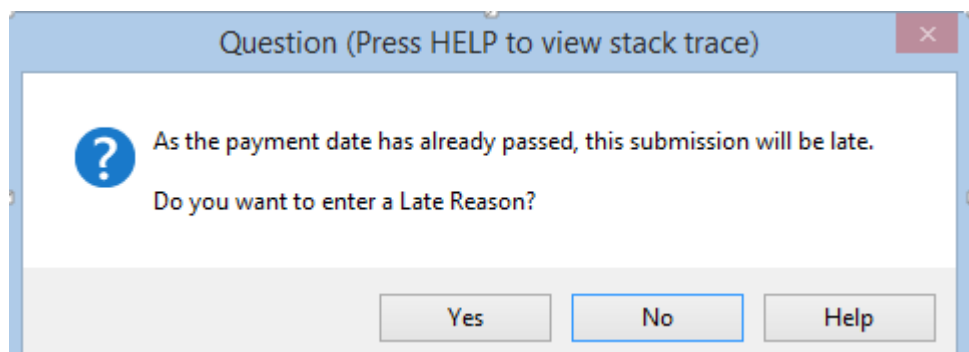 Question (Press HELP to view stack trace)
As the payment date has already passed, this submission will be late.
Do you want to enter a Late Reason?
Yes No Help